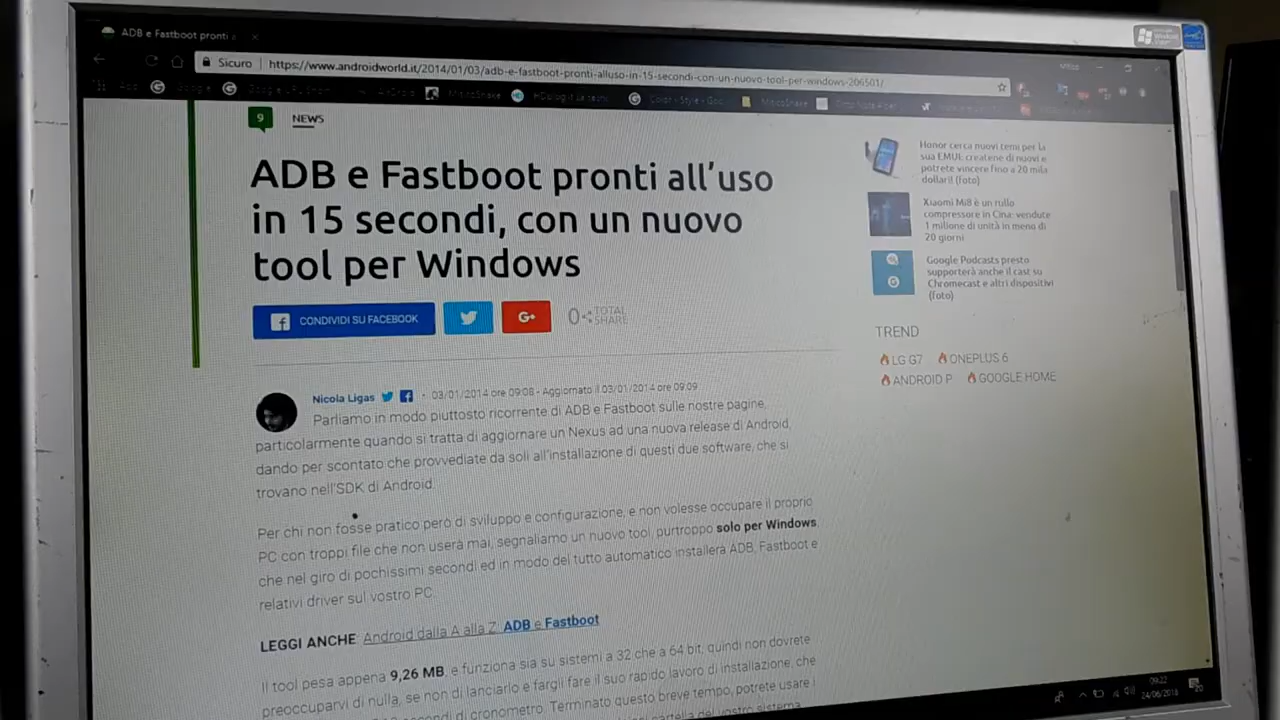 ADB e Fastboot pronti a
Sicuro
https://www.androidworld.it/2014/01/03/adb-e-fastboot-pronti-alluso-in-15-secondi-con-un-nuovo-tool-per-windows-206501/
9
NEWS
ADB e Fastboot pronti all'uso
in 15 secondi, con un nuovo
tool per Windows
CONDIVIDI SU FACEBOOK
G+
0
TOTAL
SHARE
Nicola Ligas
- 03/01/2014 ore 09:08 - Aggiornato il 03/01/2014 ore 09:09
Parliamo in modo piuttosto ricorrente di ADB e Fastboot sulle nostre pagine,
particolarmente quando si tratta di aggiornare un Nexus ad una nuova release di Android,
dando per scontato che provvediate da soli all'installazione di questi due software, che si
trovano nell'SDK di Android.
Per chi non fosse pratico però di sviluppo e configurazione, e non volesse occupare il proprio
PC con troppi file che non userà mai, segnaliamo un nuovo tool, purtroppo solo per Windows,
che nel giro di pochissimi secondi ed in modo del tutto automatico installerà ADB, Fastboot e
relativi driver sul vostro PC.
LEGGI ANCHE: Android dalla A alla Z: ADB e Fastboot
Il tool pesa appena 9,26 MB, e funziona sia su sistemi a 32 che a 64 bit, quindi non dovrete
preoccuparvi di nulla, se non di lanciarlo e fargli fare il suo rapido lavoro di installazione, che
secondi di cronometro. Terminato questo breve tempo, potrete usare i
cartella del vostro sistema
Honor cerca nuovi temi per la
sua EMUI: createne di nuovi e
potrete vincere fino a 20 mila
dollari! (foto)
Xiaomi Mi8 è un rullo
compressore in Cina: vendute
1 milione di unità in meno di
20 giorni
Google Podcasts presto
supporterà anche il cast su
Chromecast e altri dispositivi
(foto)
TREND
LG G7
ONEPLUS 6
ANDROID P
GOOGLE HOME
09:22
24/06/2018